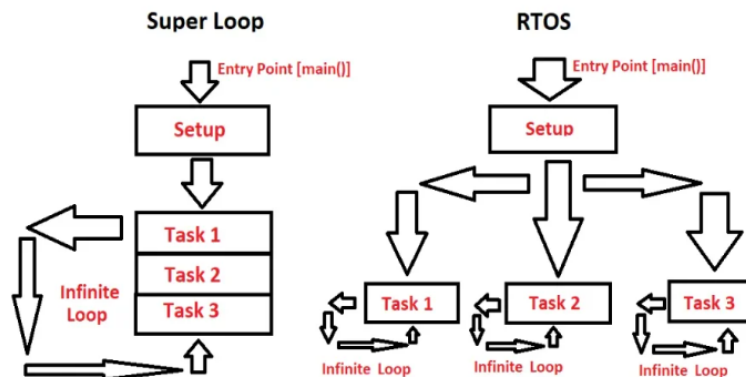 Super Loop
Entry Point [main()]
Setup
Task 1
Task 2
Task 3
Infinite
Loop
RTOS
Entry Point [main()]
Setup
Task 1
Infinite Loop
Task 2
Infinite Loop
Task 3
Infinite Loop